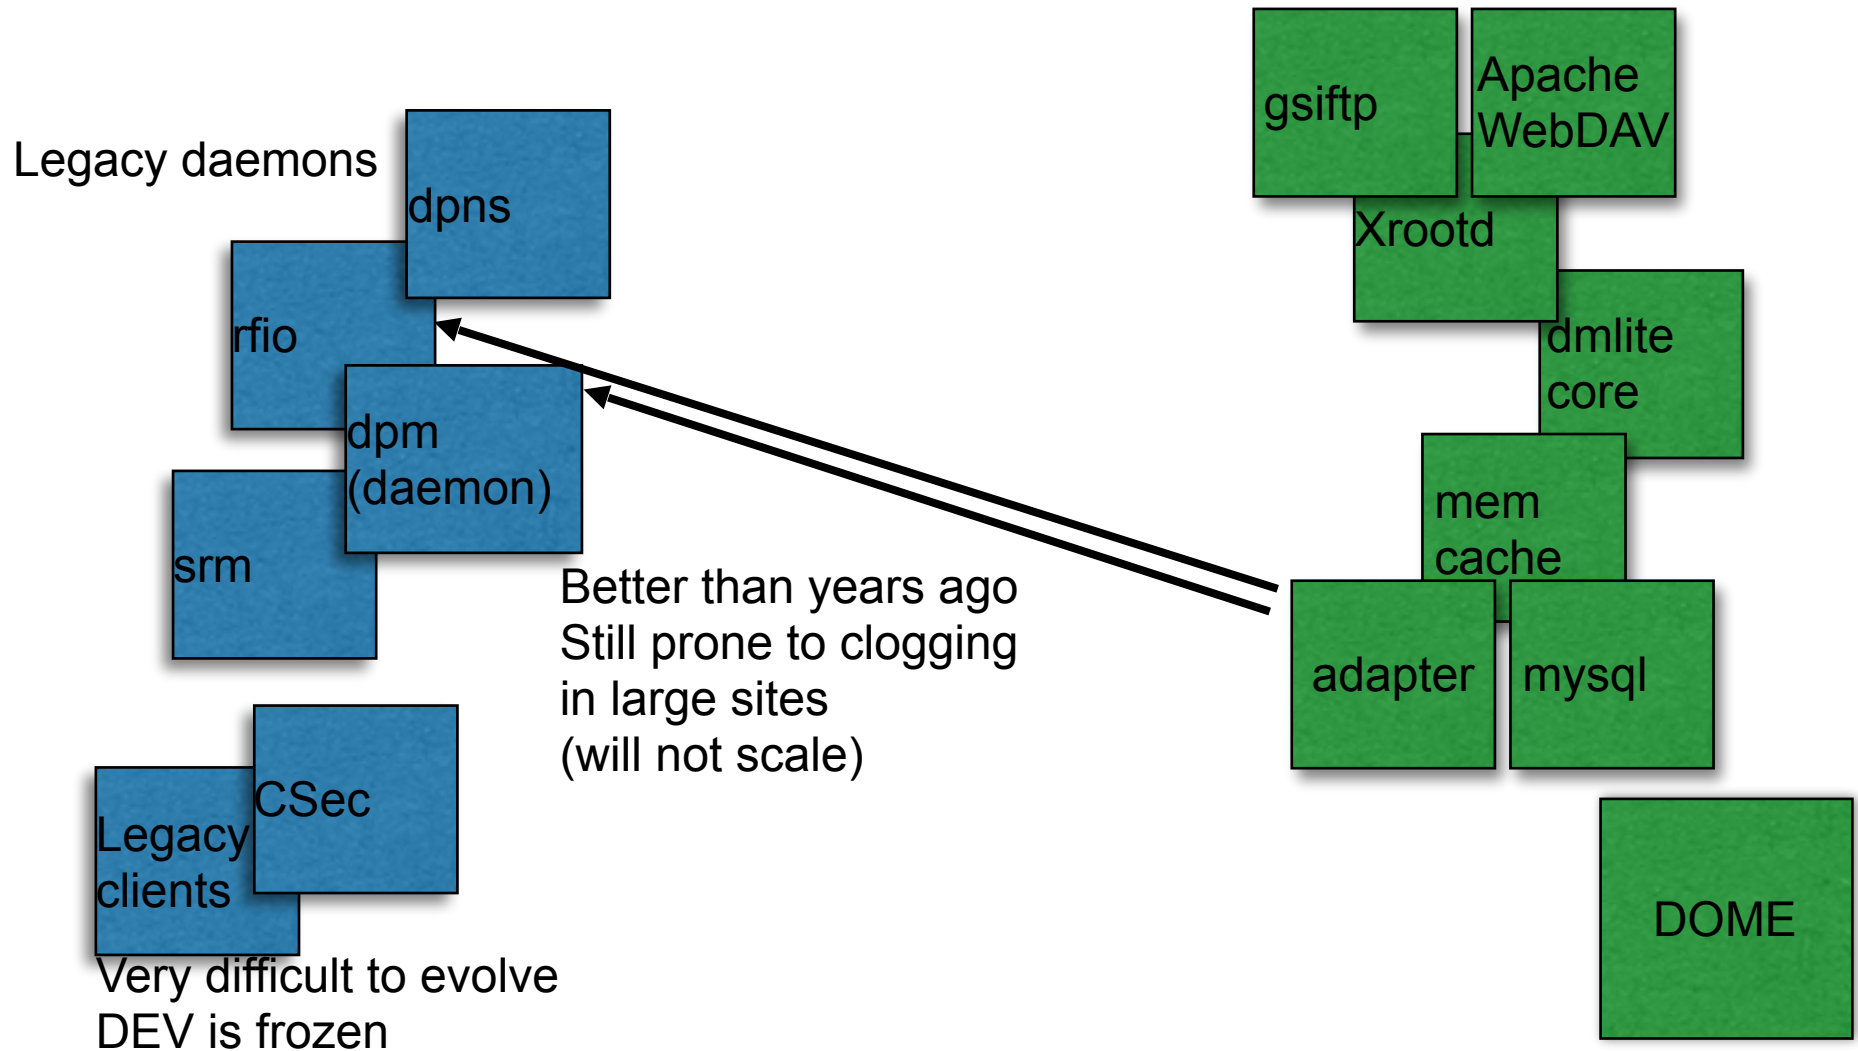 Legacy daemons
dpns
rfio
dpm
(daemon)
srm
CSec
Legacy
clients
Very difficult to evolve
DEV is frozen
Better than years ago
Still prone to clogging
in large sites
(will not scale)
gsiftp
Apache
WebDAV
Xrootd
dmlite
core
mem
cache
adapter
mysql
DOME